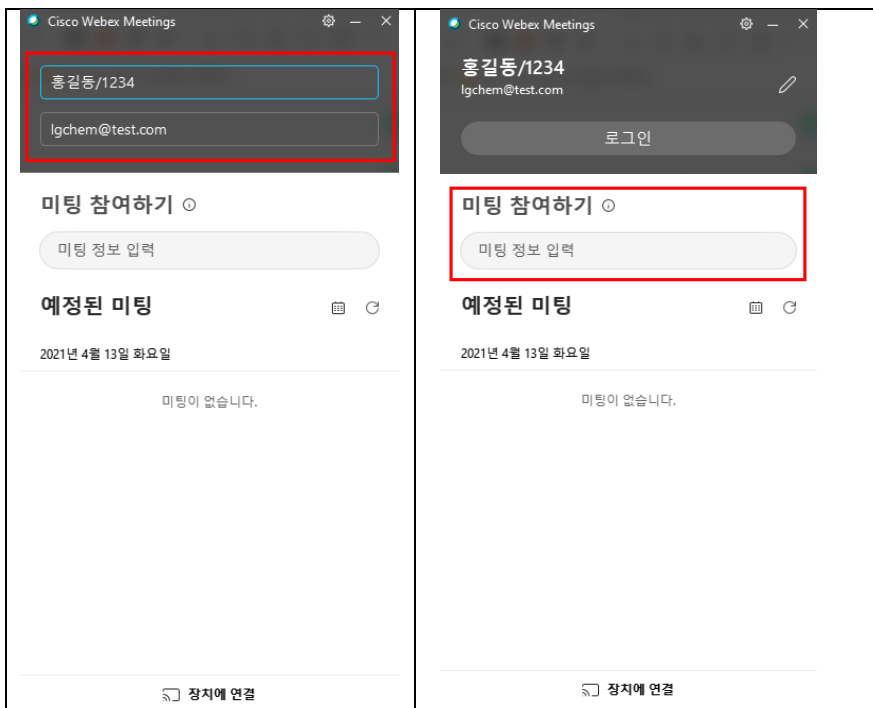 Cisco Webex Meetings
홍길동/1234
lgchem@test.com
미팅 참여하기
미팅 정보 입력
예정된 미팅
2021년 4월 13일 화요일
미팅이 없습니다.
장치에 연결
Cisco Webex Meetings
홍길동/1234
lgchem@test.com
로그인
미팅 참여하기
미팅 정보 입력
예정된 미팅
2021년 4월 13일 화요일
미팅이 없습니다.
장치에 연결